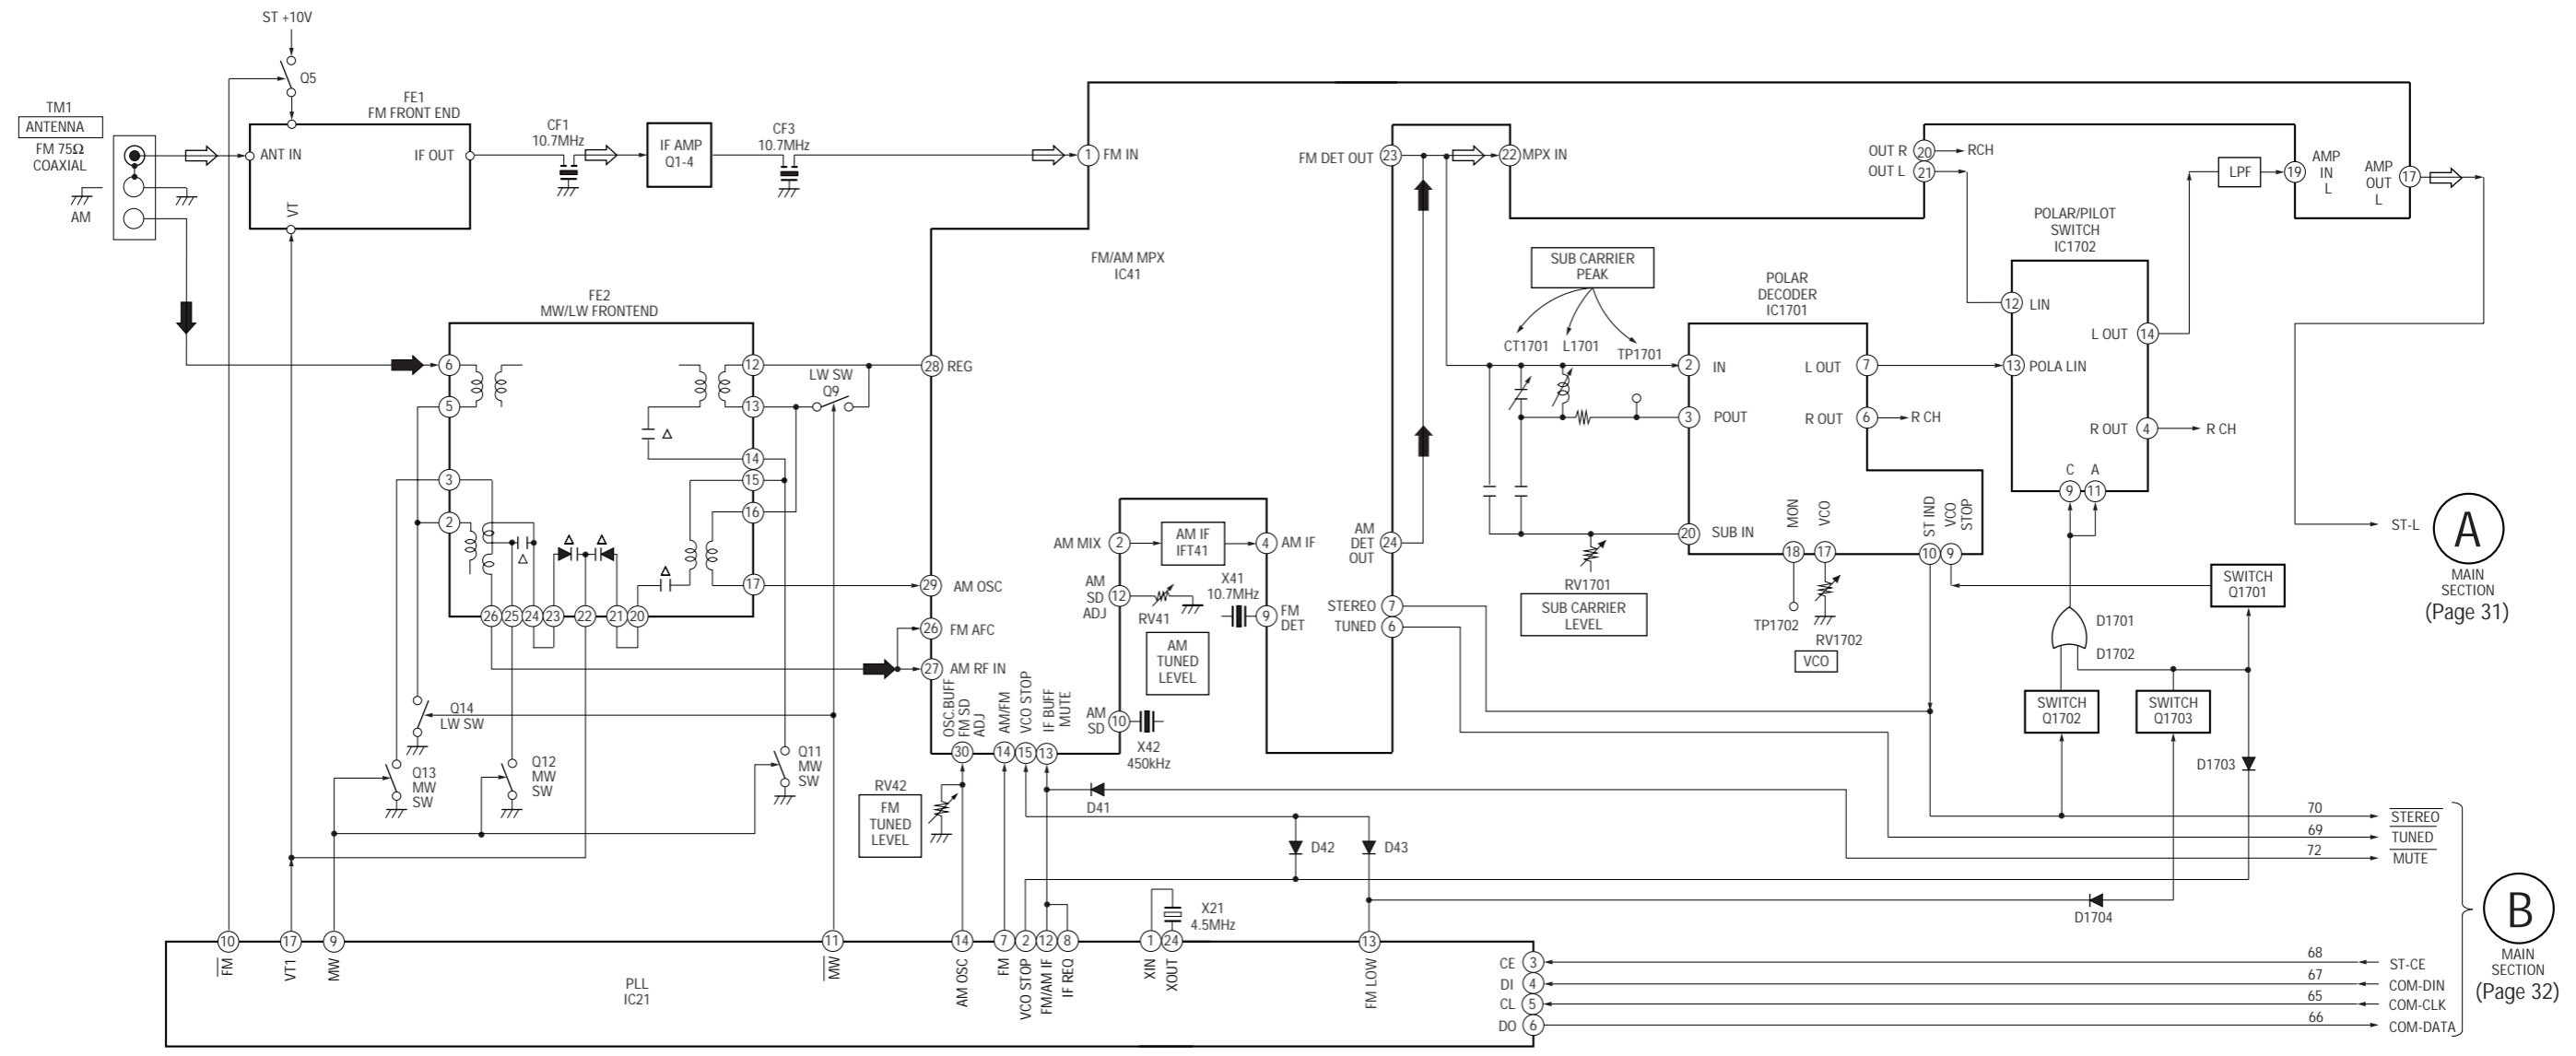 ST +10V
Q5
TM1
ANTENNA
FM 75Ω
COAXIAL
AM
FE1
FM FRONT END
ANT IN
IF OUT
VT
CF1
10.7MHz
IF AMP
Q1-4
CF3
10.7MHz
1
FM IN
FM/AM MPX
IC41
FM DET OUT
23
22
MPX IN
OUT R
20
RCH
OUT L
21
LPF
19
AMP
IN
L
AMP
OUT
L
17
POLAR/PILOT
SWITCH
IC1702
12
LIN
L OUT
14
13
POLA LIN
R OUT
4
R CH
C
A
9
11
SUB CARRIER
PEAK
CT1701
L1701
TP1701
POLAR
DECODER
IC1701
2
IN
L OUT
7
3
POUT
R OUT
6
R CH
20
SUB IN
MON
VCO
ST IND
VCO
STOP
18
17
10
9
RV1701
SUB CARRIER
LEVEL
TP1702
RV1702
VCO
FE2
MW/LW FRONTEND
6
5
3
2
12
13
14
15
16
17
Δ
Δ
Δ
Δ
Δ
26
25
24
23
22
21
20
LW SW
Q9
28
REG
29
AM OSC
26
FM AFC
27
AM RF IN
OSC.BUFF
FM SD
ADJ
AM/FM
VCO STOP
IF BUFF
MUTE
30
14
15
13
AM MIX
2
AM IF
IFT41
4
AM IF
AM
SD
ADJ
12
RV41
AM
TUNED
LEVEL
X41
10.7MHz
9
FM
DET
AM
SD
10
X42
450kHz
AM
DET
OUT
24
STEREO
7
TUNED
6
Q14
LW SW
Q13
MW
SW
Q12
MW
SW
Q11
MW
SW
RV42
FM
TUNED
LEVEL
D41
D42
D43
SWITCH
Q1701
D1701
D1702
SWITCH
Q1702
SWITCH
Q1703
D1703
D1704
ST-L
A
MAIN
SECTION
(Page 31)
70
STEREO
69
TUNED
72
MUTE
B
MAIN
SECTION
(Page 32)
68
ST-CE
67
COM-DIN
65
COM-CLK
66
COM-DATA
X21
4.5MHz
10
17
9
11
14
7
2
12
8
1
24
13
FM
VT1
MW
MW
AM OSC
FM
VCO STOP
FM/AM IF
IF REQ
XIN
XOUT
FM LOW
PLL
IC21
CE
3
DI
4
CL
5
DO
6